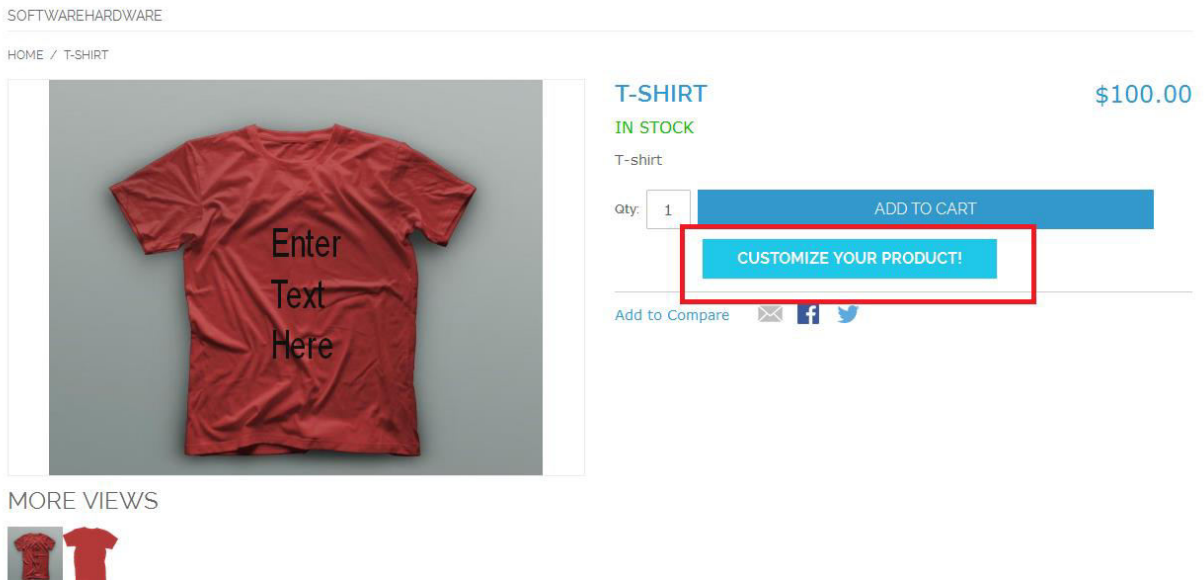 SOFTWAREHARDWARE
HOME / T-SHIRT
Enter
Text
Here
T-SHIRT
$100.00
IN STOCK
T-shirt
Qty: 1 ADD TO CART
CUSTOMIZE YOUR PRODUCT!
Add to Compare
MORE VIEWS